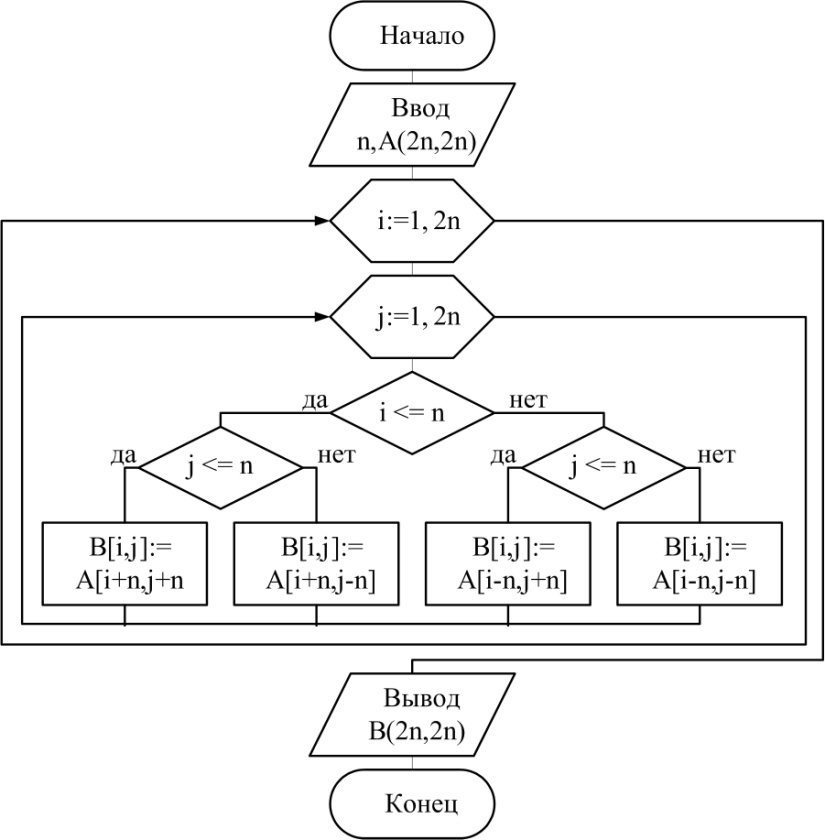 Начало
Ввод
n,A(2n,2n)
i:=1, 2n
j:=1, 2n
да
i <= n
нет
да
j <= n
нет
да
j <= n
нет
B[i,j]:=
A[i+n,j+n
B[i,j]:=
A[i+n,j-n]
B[i,j]:=
A[i-n,j+n]
B[i,j]:=
A[i-n,j-n]
Вывод
B(2n,2n)
Конец